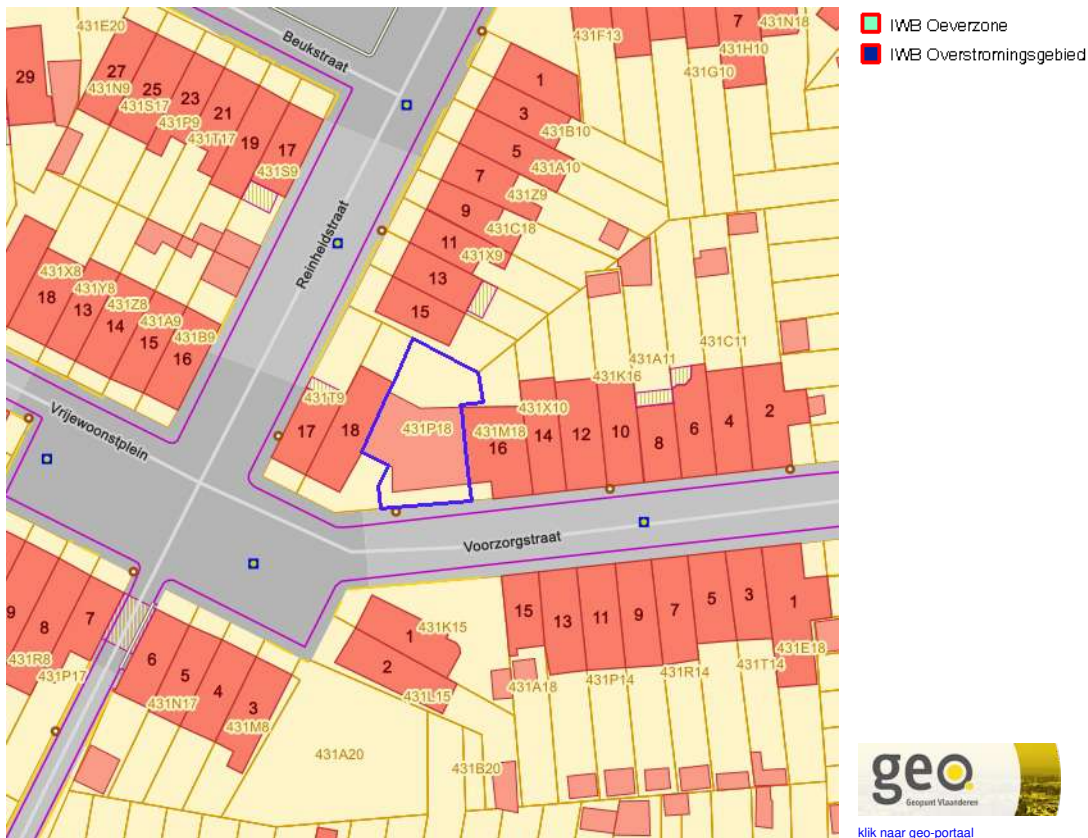 431E20
Beukstraat
431F13
7
431N18
431H10
431G10
IWB Oeverzone
IWB Overstromingsgebied
29
27
431N9
25
431S17
23
431P9
21
431T17
19
17
431S9
1
3
431B10
5
431A10
7
431Z9
9
431C18
11
431X9
13
15
Reinheidstraat
431X8
18
431Y8
13
431Z8
14
431A9
15
431B9
16
Vrijewoonstplein
431T9
17
18
431P18
431M18
16
431X10
14
12
431K16
10
431A11
8
6
431C11
4
2
Voorzorgstraat
9
8
7
431R8
431P17
6
5
431N17
4
3
431M8
1
431K15
2
431L15
15
13
11
9
7
5
3
1
431E18
431A18
431P14
431R14
431T14
431A20
431B20
geo
Geopunt Vlaanderen
klik naar geo-portaal